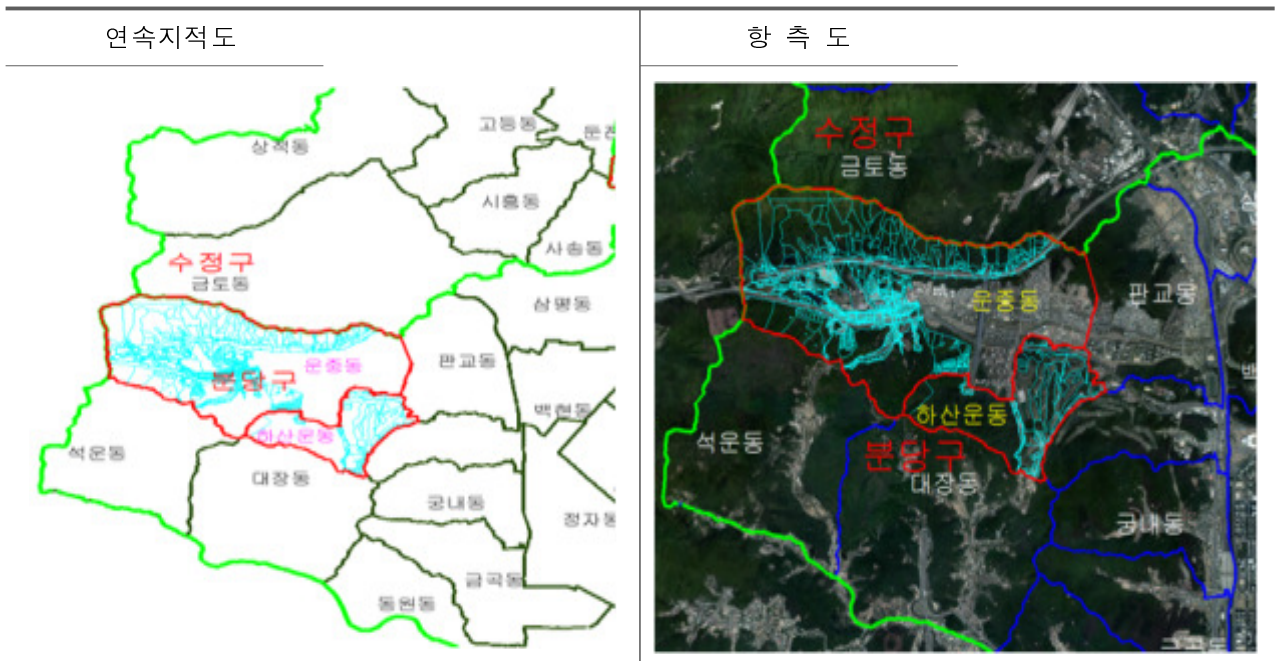 연속지적도
항 측 도
고등동
상적동
시흥동
사송동
수정구
금토동
삼평동
판교동
운중동
분당구
백현동
하산운동
석운동
대장동
궁내동
정자동
금곡동
동원동
수정구
금토동
판교동
운중동
하산운동
석운동
분당구
대장동
궁내동